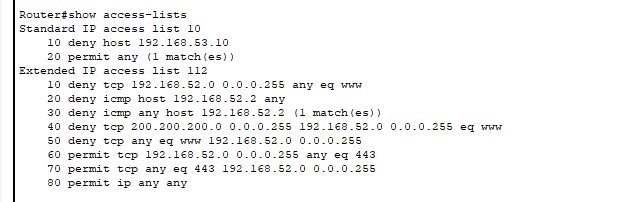 Router#show access-lists
Standard IP access list 10
10 deny host 192.168.53.10
20 permit any (1 match(es))
Extended IP access list 112
10 deny tcp 192.168.52.0 0.0.0.255 any eq www
20 deny icmp host 192.168.52.2 any
30 deny icmp any host 192.168.52.2 (1 match(es))
40 deny tcp 200.200.200.0 0.0.0.255 192.168.52.0 0.0.0.255 eq www
50 deny tcp any eq www 192.168.52.0 0.0.0.255
60 permit tcp 192.168.52.0 0.0.0.255 any eq 443
70 permit tcp any eq 443 192.168.52.0 0.0.0.255
80 permit ip any any